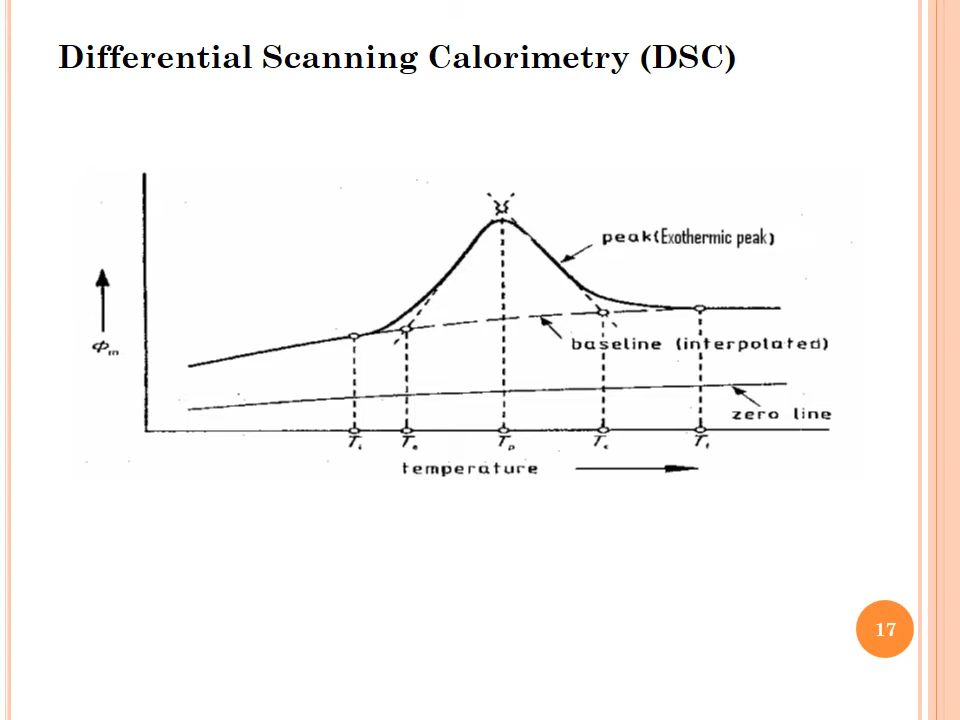 Differential Scanning Calorimetry (DSC)
peak(Exothermic peak)
Φm
baseline (interpolated)
zero line
Ti Te Tp Tc Tf
temperature
17